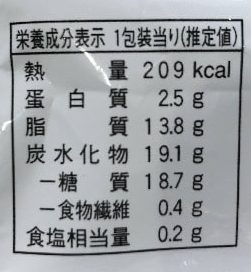 栄養成分表示 1包装当り(推定値)
熱量 209 kcal
蛋白質 2.5 g
脂質 13.8 g
炭水化物 19.1 g
－糖質 18.7 g
－食物繊維 0.4 g
食塩相当量 0.2 g